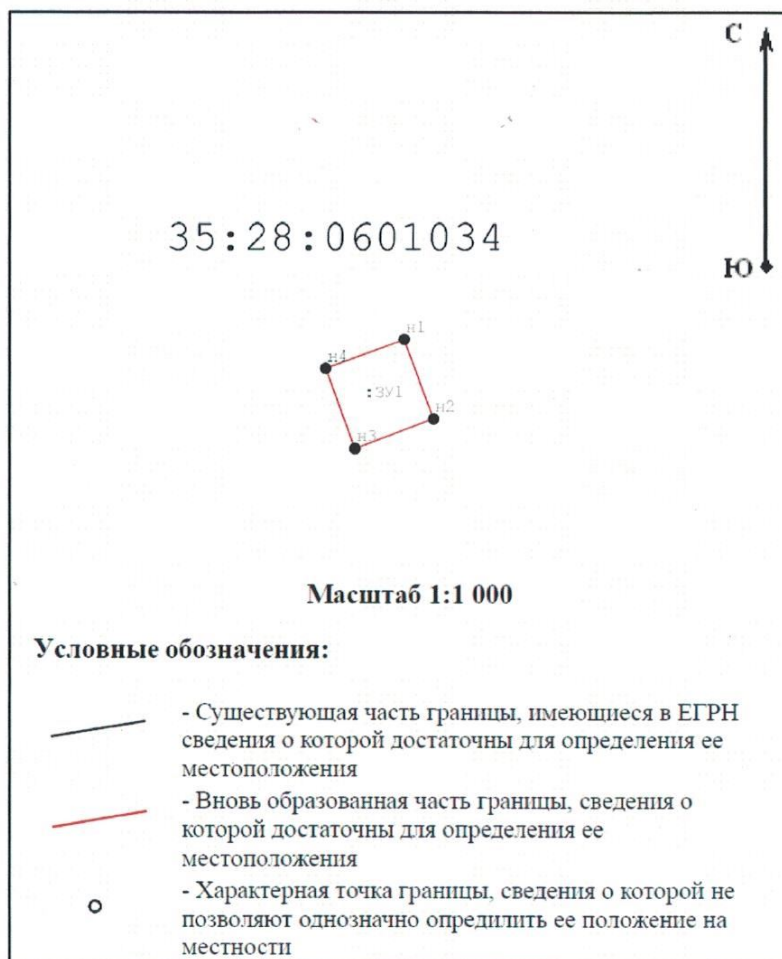 С
35:28:0601034
Ю
н1
н4
:ЗУ1
н2
н3
Масштаб 1:1 000
Условные обозначения:
- Существующая часть границы, имеющиеся в ЕГРН
сведения о которой достаточны для определения ее
местоположения
- Вновь образованная часть границы, сведения о
которой достаточны для определения ее
местоположения
- Характерная точка границы, сведения о которой не
позволяют однозначно опредилить ее положение на
местности